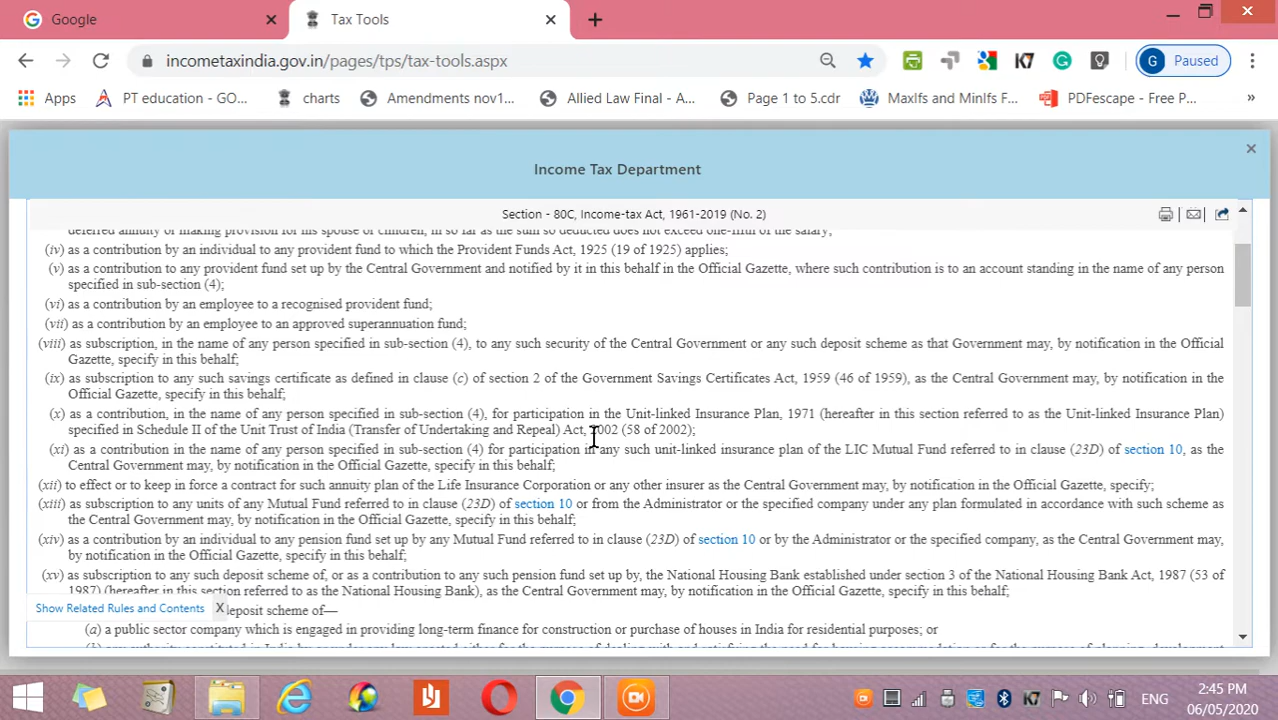 Google
Tax Tools
incometaxindia.gov.in/pages/tps/tax-tools.aspx
G Paused
Apps PT education - GO... charts Amendments nov1... Allied Law Final - A... Page 1 to 5.cdr MaxIfs and MinIfs F... PDFescape - Free P... »
Income Tax Department
Section - 80C, Income-tax Act, 1961-2019 (No. 2)
deferred annuity or making provision for his spouse or children, in so far as the sum so deducted does not exceed one-fifth of the salary;
(iv) as a contribution by an individual to any provident fund to which the Provident Funds Act, 1925 (19 of 1925) applies;
(v) as a contribution to any provident fund set up by the Central Government and notified by it in this behalf in the Official Gazette, where such contribution is to an account standing in the name of any person
specified in sub-section (4);
(vi) as a contribution by an employee to a recognised provident fund;
(vii) as a contribution by an employee to an approved superannuation fund;
(viii) as subscription, in the name of any person specified in sub-section (4), to any such security of the Central Government or any such deposit scheme as that Government may, by notification in the Official
Gazette, specify in this behalf;
(ix) as subscription to any such savings certificate as defined in clause (c) of section 2 of the Government Savings Certificates Act, 1959 (46 of 1959), as the Central Government may, by notification in the
Official Gazette, specify in this behalf;
(x) as a contribution, in the name of any person specified in sub-section (4), for participation in the Unit-linked Insurance Plan, 1971 (hereafter in this section referred to as the Unit-linked Insurance Plan)
specified in Schedule II of the Unit Trust of India (Transfer of Undertaking and Repeal) Act, 2002 (58 of 2002);
(xi) as a contribution in the name of any person specified in sub-section (4) for participation in any such unit-linked insurance plan of the LIC Mutual Fund referred to in clause (23D) of section 10, as the
Central Government may, by notification in the Official Gazette, specify in this behalf;
(xii) to effect or to keep in force a contract for such annuity plan of the Life Insurance Corporation or any other insurer as the Central Government may, by notification in the Official Gazette, specify;
(xiii) as subscription to any units of any Mutual Fund referred to in clause (23D) of section 10 or from the Administrator or the specified company under any plan formulated in accordance with such scheme as
the Central Government may, by notification in the Official Gazette, specify in this behalf;
(xiv) as a contribution by an individual to any pension fund set up by any Mutual Fund referred to in clause (23D) of section 10 or by the Administrator or the specified company, as the Central Government may,
by notification in the Official Gazette, specify in this behalf;
(xv) as subscription to any such deposit scheme of, or as a contribution to any such pension fund set up by, the National Housing Bank established under section 3 of the National Housing Bank Act, 1987 (53 of
1987) (hereafter in this section referred to as the National Housing Bank), as the Central Government may, by notification in the Official Gazette, specify in this behalf;
Show Related Rules and Contents X deposit scheme of—
(a) a public sector company which is engaged in providing long-term finance for construction or purchase of houses in India for residential purposes; or
ENG
2:45 PM
06/05/2020